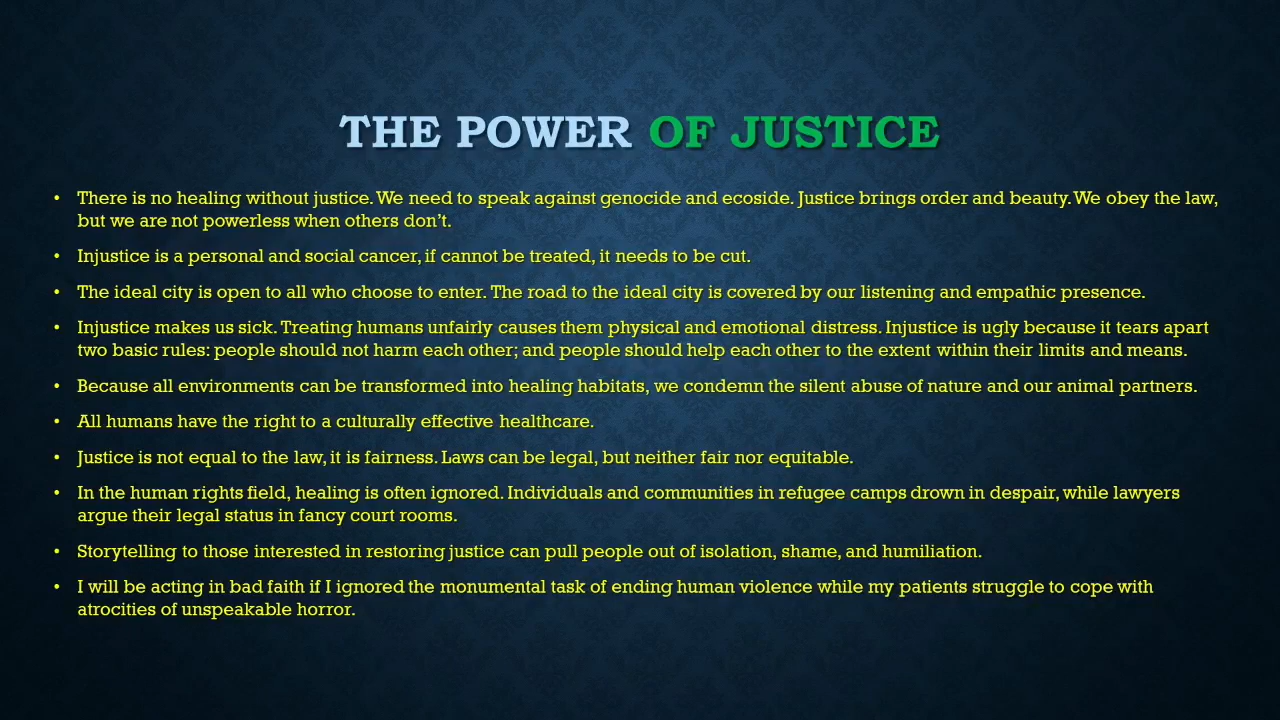 THE POWER OF JUSTICE
• There is no healing without justice. We need to speak against genocide and ecoside. Justice brings order and beauty. We obey the law,
but we are not powerless when others don't.
• Injustice is a personal and social cancer, if cannot be treated, it needs to be cut.
• The ideal city is open to all who choose to enter. The road to the ideal city is covered by our listening and empathic presence.
• Injustice makes us sick. Treating humans unfairly causes them physical and emotional distress. Injustice is ugly because it tears apart
two basic rules: people should not harm each other; and people should help each other to the extent within their limits and means.
• Because all environments can be transformed into healing habitats, we condemn the silent abuse of nature and our animal partners.
• All humans have the right to a culturally effective healthcare.
• Justice is not equal to the law, it is fairness. Laws can be legal, but neither fair nor equitable.
• In the human rights field, healing is often ignored. Individuals and communities in refugee camps drown in despair, while lawyers
argue their legal status in fancy court rooms.
• Storytelling to those interested in restoring justice can pull people out of isolation, shame, and humiliation.
• I will be acting in bad faith if I ignored the monumental task of ending human violence while my patients struggle to cope with
atrocities of unspeakable horror.